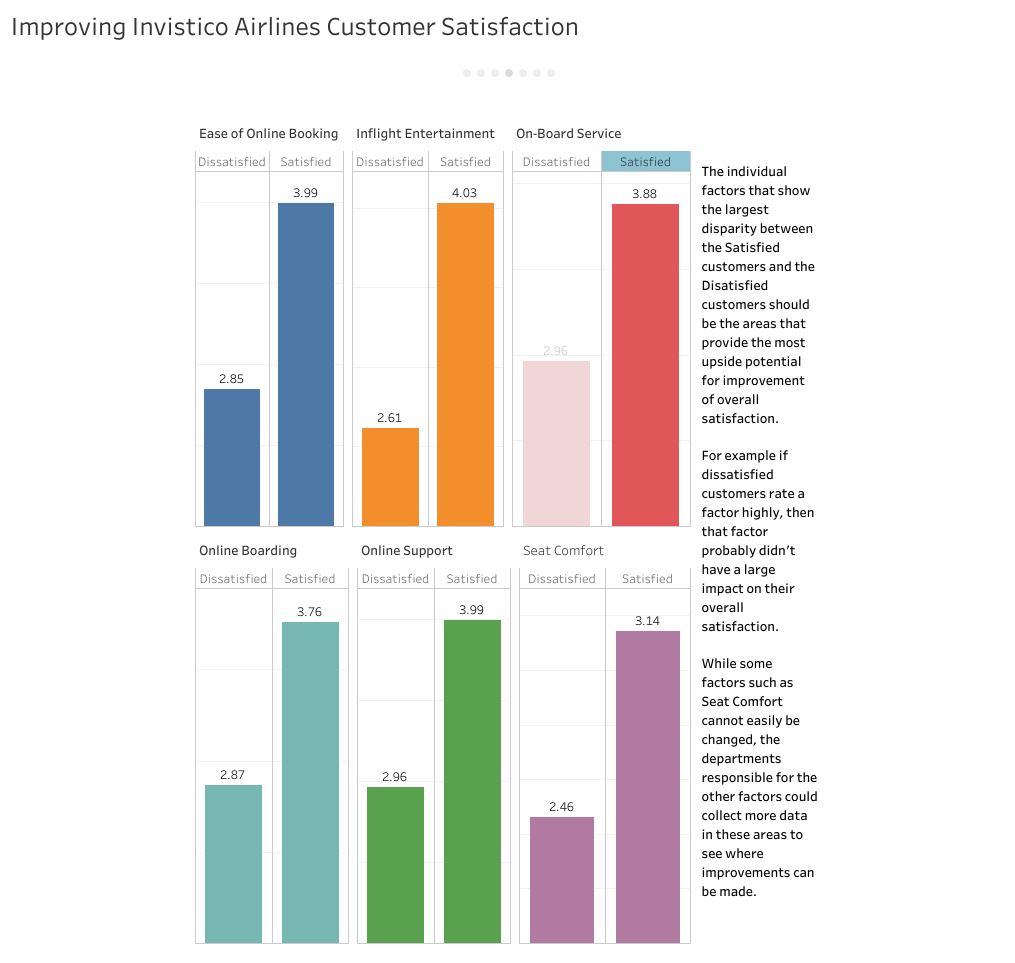 Improving Invistico Airlines Customer Satisfaction
Ease of Online Booking
Inflight Entertainment
On-Board Service
Dissatisfied
Satisfied
Dissatisfied
Satisfied
Dissatisfied
Satisfied
2.85
3.99
2.61
4.03
2.96
3.88
Online Boarding
Online Support
Seat Comfort
Dissatisfied
Satisfied
Dissatisfied
Satisfied
Dissatisfied
Satisfied
2.87
3.76
2.96
3.99
2.46
3.14
The individual
factors that show
the largest
disparity between
the Satisfied
customers and the
Disatisfied
customers should
be the areas that
provide the most
upside potential
for improvement
of overall
satisfaction.
For example if
dissatisfied
customers rate a
factor highly, then
that factor
probably didn’t
have a large
impact on their
overall
satisfaction.
While some
factors such as
Seat Comfort
cannot easily be
changed, the
departments
responsible for the
other factors could
collect more data
in these areas to
see where
improvements can
be made.